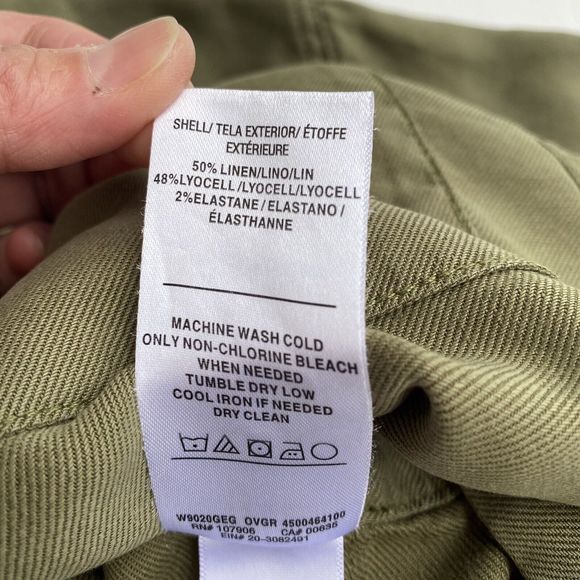 SHELL/ TELA EXTERIOR/ ÉTOFFE
EXTÉRIEURE
50% LINEN/LINO/LIN
48%LYOCELL/LYOCELL/LYOCELL
2%ELASTANE/ELASTANO/
ÉLASTHANNE
MACHINE WASH COLD
ONLY NON-CHLORINE BLEACH
WHEN NEEDED
TUMBLE DRY LOW
COOL IRON IF NEEDED
DRY CLEAN
W9020GEG OVGR 4500464100
RN# 107906 CA# 00635
EIN# 20-3082491